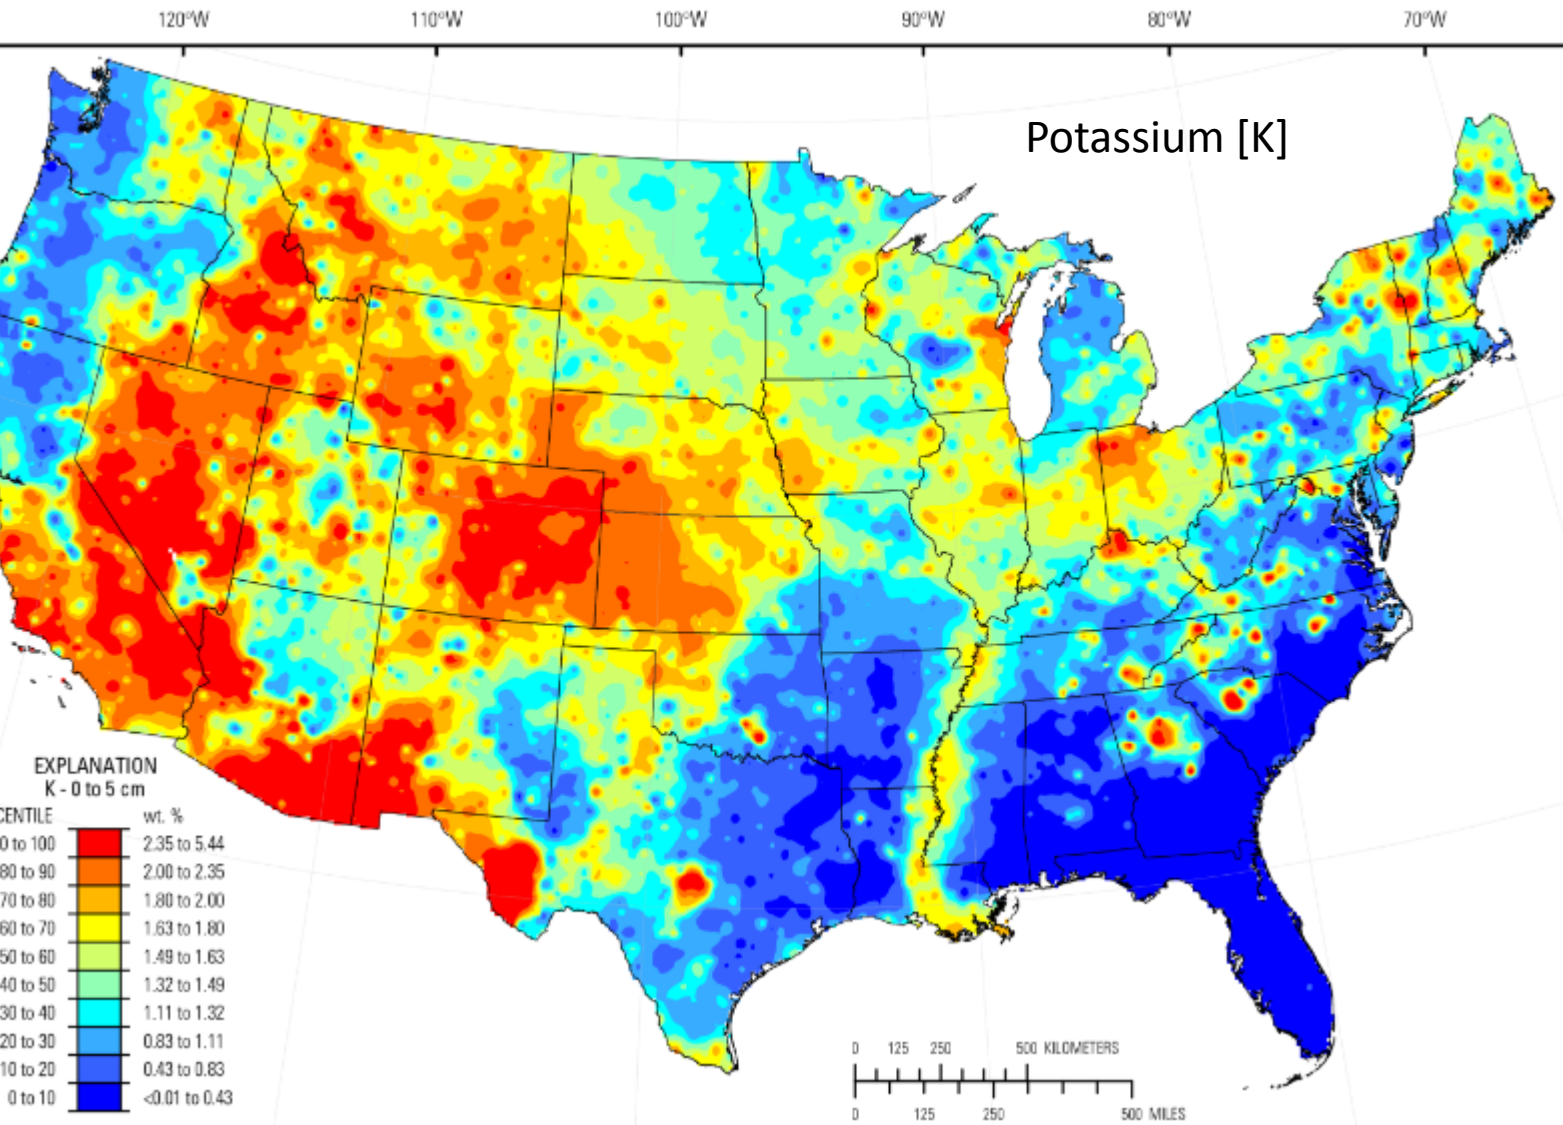 120°W 110°W 100°W 90°W 80°W 70°W
Potassium [K]
EXPLANATION
K - 0 to 5 cm
CENTILE wt. %
0 to 100 2.35 to 5.44
80 to 90 2.00 to 2.35
70 to 80 1.80 to 2.00
60 to 70 1.63 to 1.80
50 to 60 1.49 to 1.63
40 to 50 1.32 to 1.49
30 to 40 1.11 to 1.32
20 to 30 0.83 to 1.11
10 to 20 0.43 to 0.83
0 to 10 <0.01 to 0.43
0 125 250 500 KILOMETERS
0 125 250 500 MILES